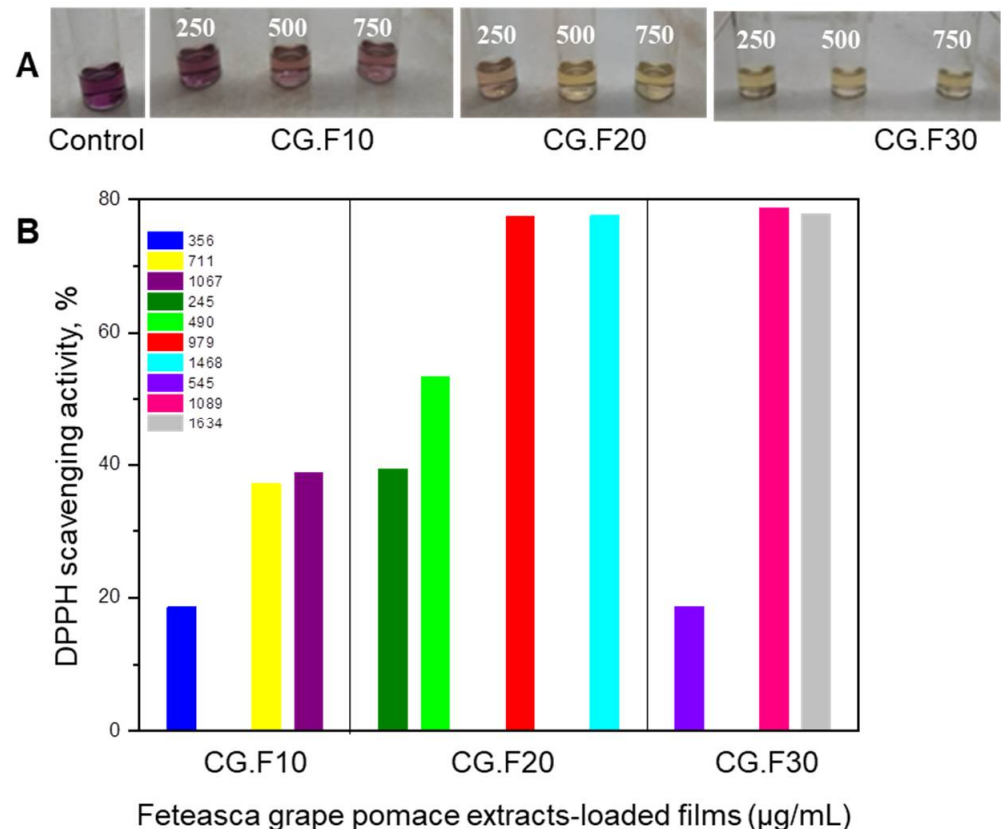 A
250 500 750
250 500 750
250 500 750
Control
CG.F10
CG.F20
CG.F30
B
DPPH scavenging activity, %
80
60
40
20
0
356
711
1067
245
490
979
1468
545
1089
1634
CG.F10
CG.F20
CG.F30
Feteasca grape pomace extracts-loaded films (µg/mL)